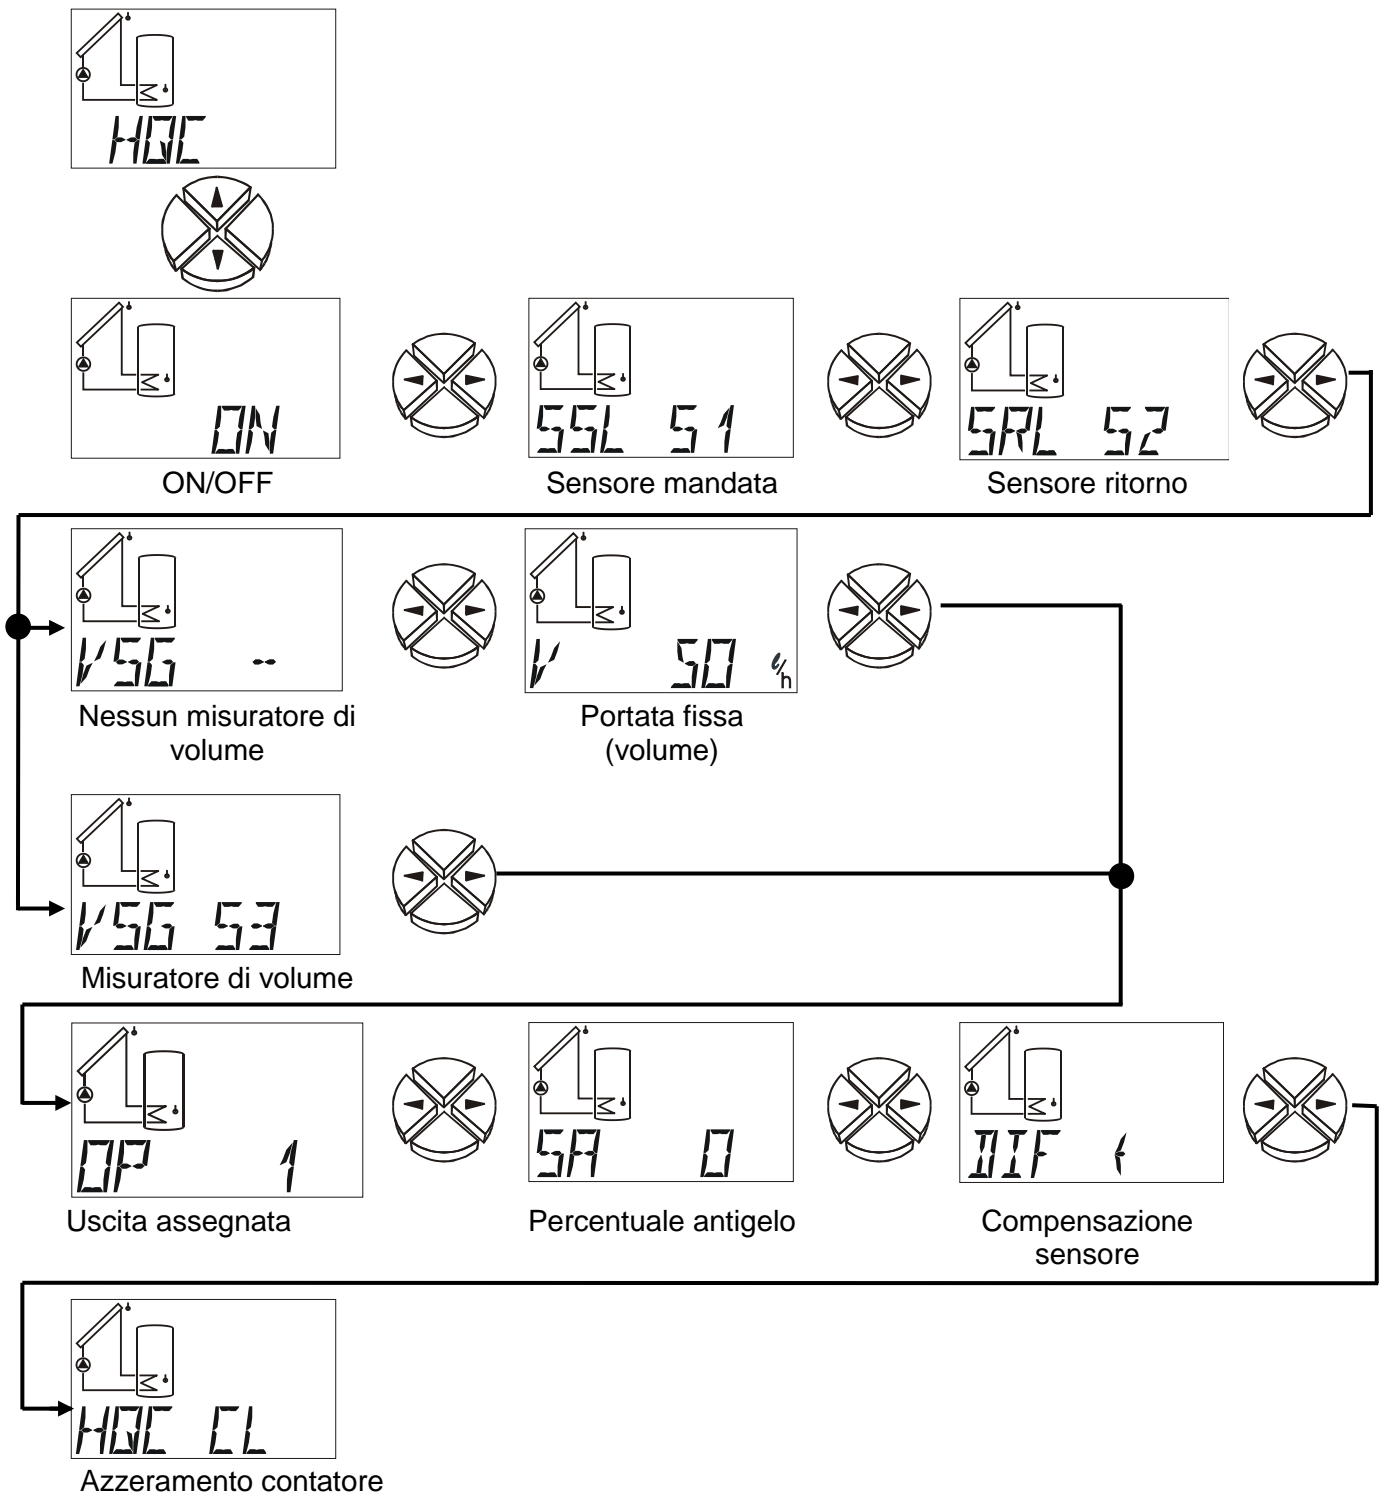 HQC
ON
ON/OFF
SSL S1
Sensore mandata
SRL S2
Sensore ritorno
VSG --
Nessun misuratore di
volume
V 50 l/h
Portata fissa
(volume)
VSG S3
Misuratore di volume
OP 1
Uscita assegnata
SA 0
Percentuale antigelo
DIF
Compensazione
sensore
HQC CL
Azzeramento contatore